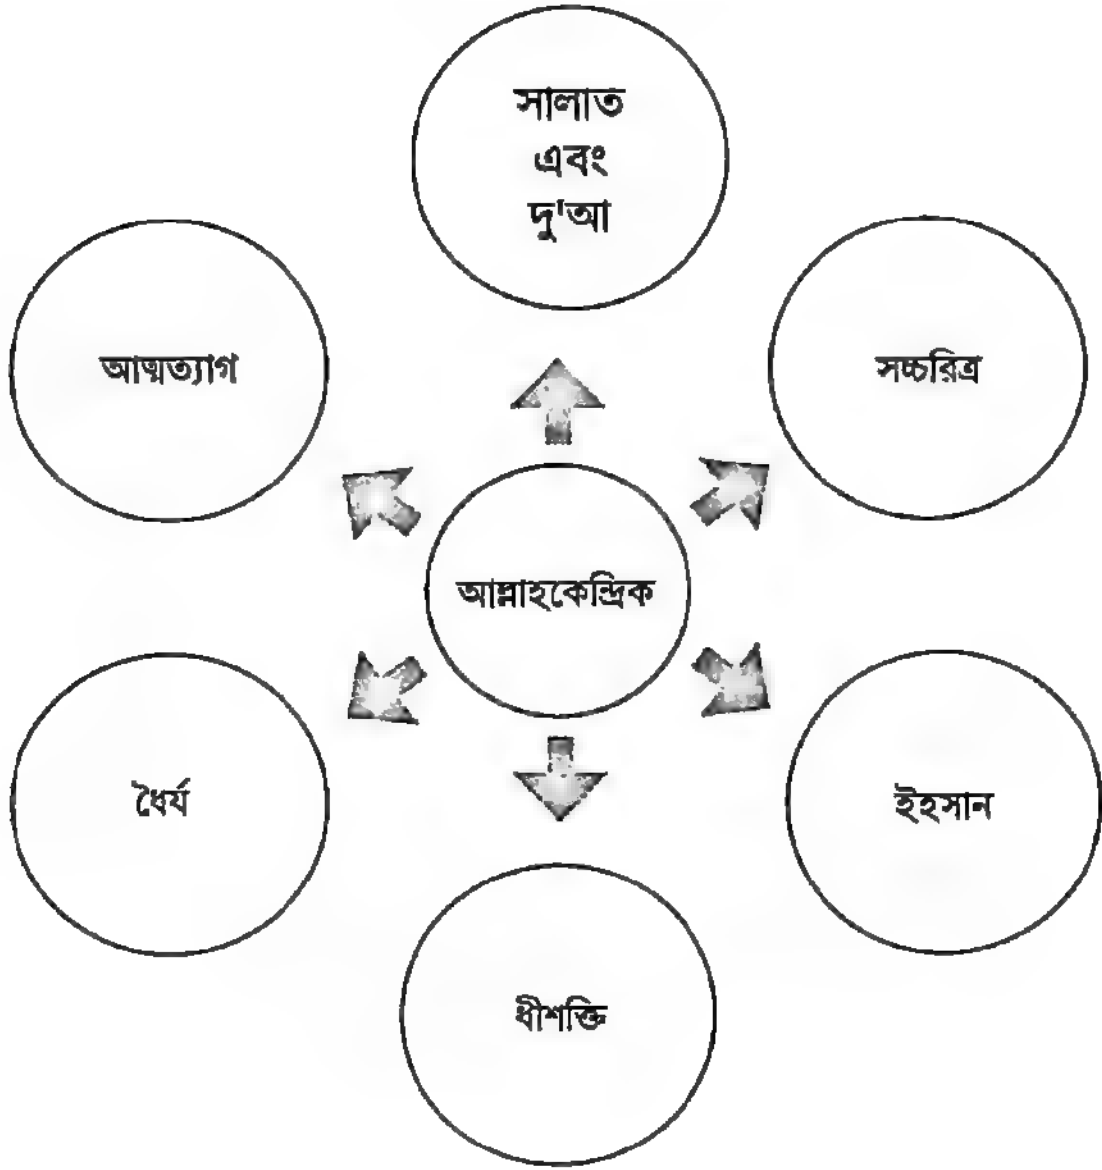 সালাত
এবং
দু'আ
আত্মত্যাগ
সচ্চরিত্র
আল্লাহকেন্দ্রিক
ধৈর্য
ইহসান
ধীশক্তি